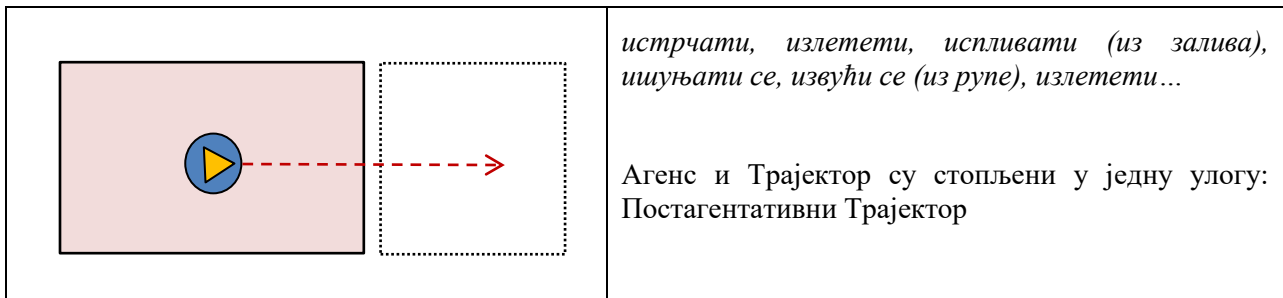 истрчати, излетети, испливати (из залива),
ишуњати се, извући се (из рупе), излетети…
Агенс и Трајектор су стопљени у једну улогу:
Постагентативни Трајектор